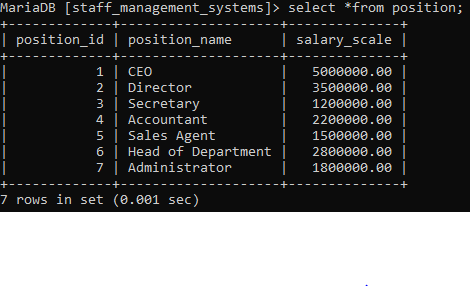 MariaDB [staff_management_systems]> select *from position;
+-------------+--------------------+--------------+
| position_id | position_name      | salary_scale |
+-------------+--------------------+--------------+
|           1 | CEO                |   5000000.00 |
|           2 | Director           |   3500000.00 |
|           3 | Secretary          |   1200000.00 |
|           4 | Accountant         |   2200000.00 |
|           5 | Sales Agent        |   1500000.00 |
|           6 | Head of Department |   2800000.00 |
|           7 | Administrator      |   1800000.00 |
+-------------+--------------------+--------------+
7 rows in set (0.001 sec)